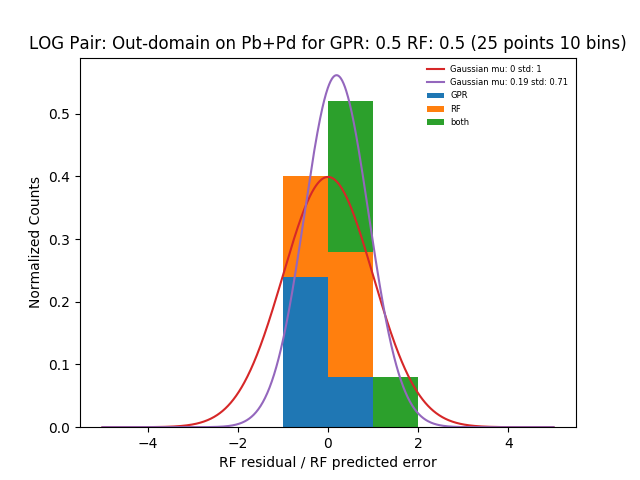 LOG Pair: Out-domain on Pb+Pd for GPR: 0.5 RF: 0.5 (25 points 10 bins)
Gaussian mu: 0 std: 1
Gaussian mu: 0.19 std: 0.71
GPR
RF
both
Normalized Counts
0.5
0.4
0.3
0.2
0.1
0.0
−4
−2
0
2
4
RF residual / RF predicted error